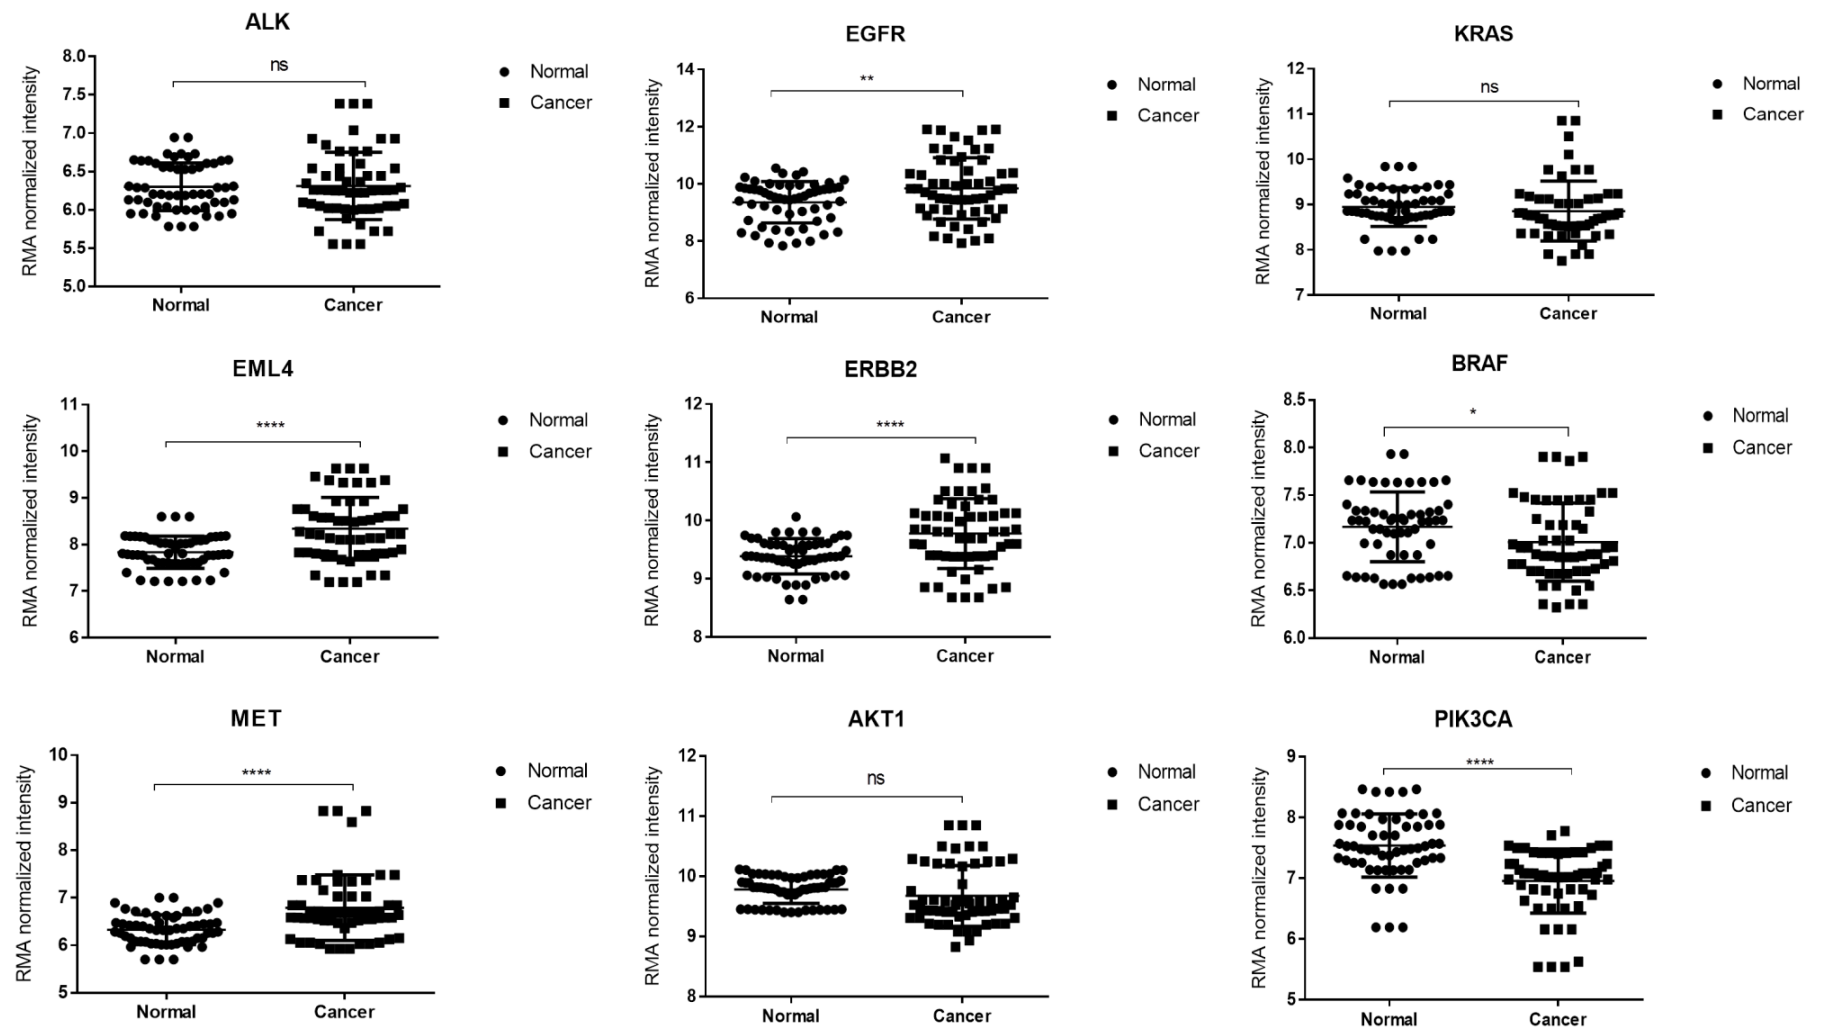 ALK
ns
RMA normalized intensity
8.0
7.5
7.0
6.5
6.0
5.5
5.0
Normal
Cancer
Normal
Cancer
EGFR
**
RMA normalized intensity
14
12
10
8
6
Normal
Cancer
Normal
Cancer
KRAS
ns
RMA normalized intensity
12
11
10
9
8
7
Normal
Cancer
Normal
Cancer
EML4
****
RMA normalized intensity
11
10
9
8
7
6
Normal
Cancer
Normal
Cancer
ERBB2
****
RMA normalized intensity
12
11
10
9
8
Normal
Cancer
Normal
Cancer
BRAF
*
RMA normalized intensity
8.5
8.0
7.5
7.0
6.5
6.0
Normal
Cancer
Normal
Cancer
MET
****
RMA normalized intensity
10
9
8
7
6
5
Normal
Cancer
Normal
Cancer
AKT1
ns
RMA normalized intensity
12
11
10
9
8
Normal
Cancer
Normal
Cancer
PIK3CA
****
RMA normalized intensity
9
8
7
6
5
Normal
Cancer
Normal
Cancer